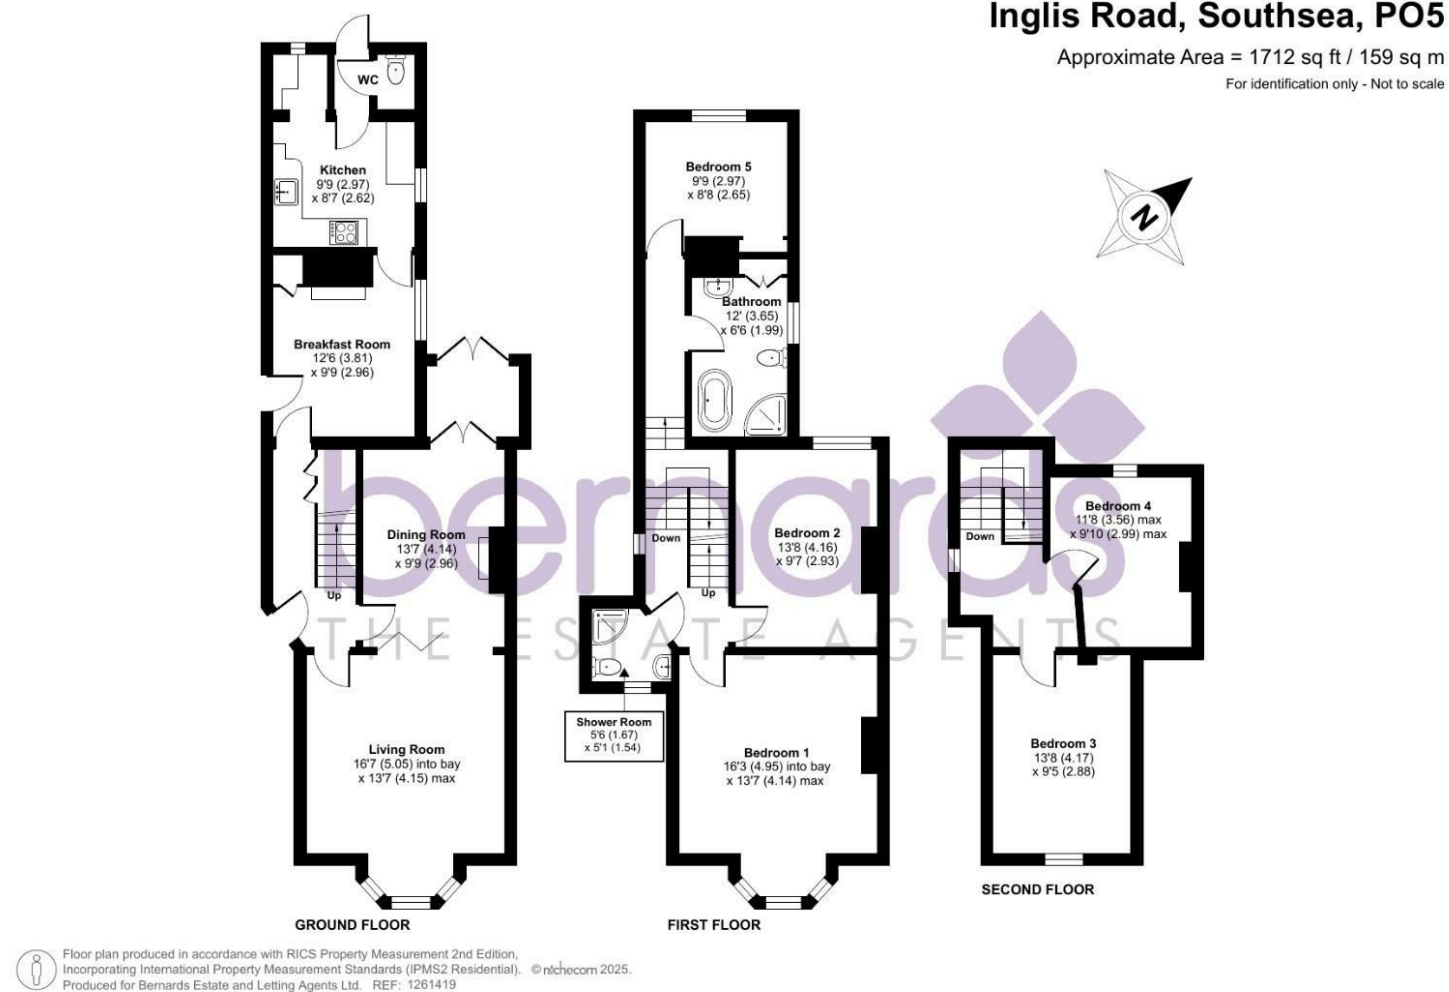 Inglis Road, Southsea, PO5
Approximate Area = 1712 sq ft / 159 sq m
For identification only - Not to scale
N
WC
Kitchen
9'9 (2.97)
x 8'7 (2.62)
Breakfast Room
12'6 (3.81)
x 9'9 (2.96)
Dining Room
13'7 (4.14)
x 9'9 (2.96)
Up
Living Room
16'7 (5.05) into bay
x 13'7 (4.15) max
GROUND FLOOR
Bedroom 5
9'9 (2.97)
x 8'8 (2.65)
Bathroom
12' (3.65)
x 6'6 (1.99)
Bedroom 2
13'8 (4.16)
x 9'7 (2.93)
Down
Up
Shower Room
5'6 (1.67)
x 5'1 (1.54)
Bedroom 1
16'3 (4.95) into bay
x 13'7 (4.14) max
FIRST FLOOR
Bedroom 4
11'8 (3.56) max
x 9'10 (2.99) max
Down
Bedroom 3
13'8 (4.17)
x 9'5 (2.88)
SECOND FLOOR
bernards
THE ESTATE AGENTS
Floor plan produced in accordance with RICS Property Measurement 2nd Edition,
Incorporating International Property Measurement Standards (IPMS2 Residential). © nichecom 2025.
Produced for Bernards Estate and Letting Agents Ltd. REF: 1261419